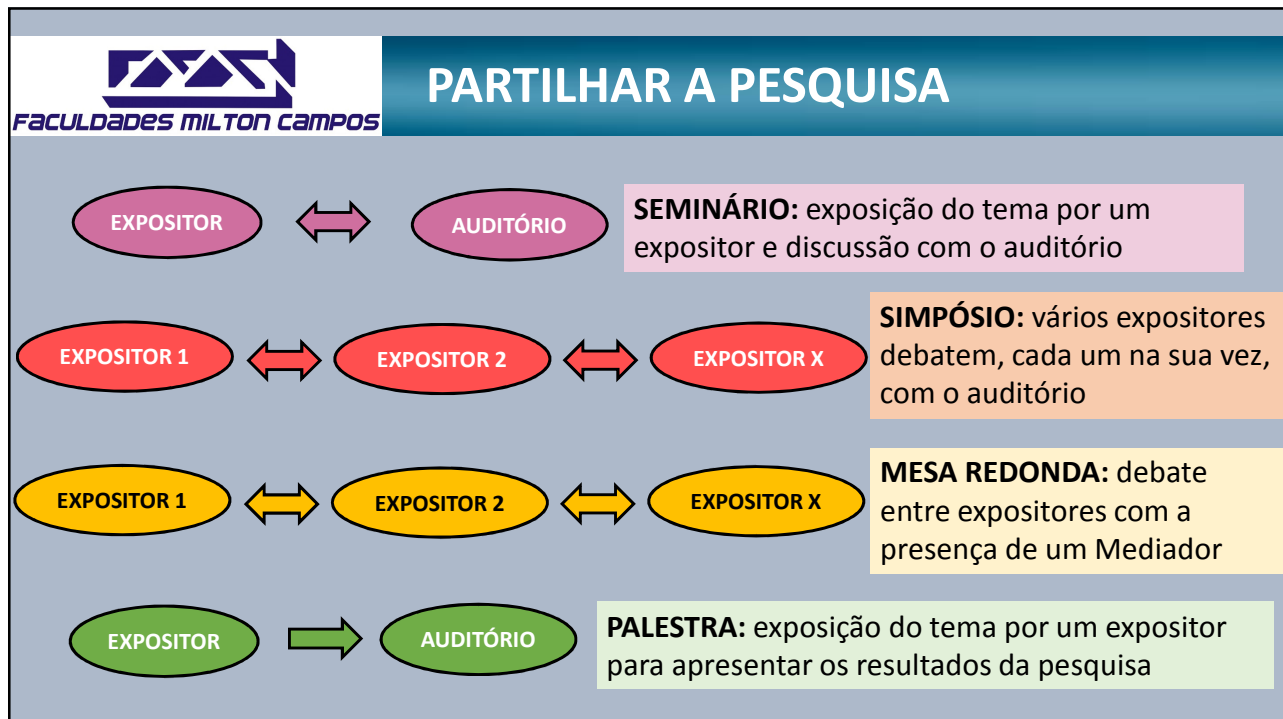 FACULDADES MILTON CAMPOS
PARTILHAR A PESQUISA
EXPOSITOR
AUDITÓRIO
SEMINÁRIO: exposição do tema por um
expositor e discussão com o auditório
EXPOSITOR 1
EXPOSITOR 2
EXPOSITOR X
SIMPÓSIO: vários expositores
debatem, cada um na sua vez,
com o auditório
EXPOSITOR 1
EXPOSITOR 2
EXPOSITOR X
MESA REDONDA: debate
entre expositores com a
presença de um Mediador
EXPOSITOR
AUDITÓRIO
PALESTRA: exposição do tema por um expositor
para apresentar os resultados da pesquisa